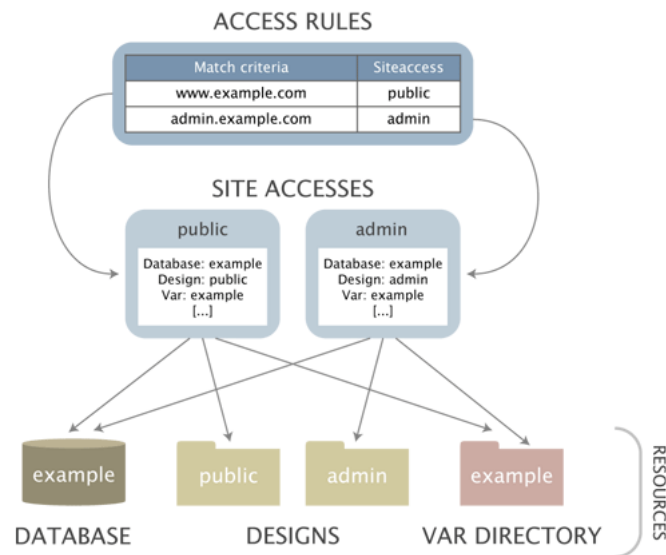 ACCESS RULES
Match criteria Siteaccess
www.example.com public
admin.example.com admin
SITE ACCESSES
public
Database: example
Design: public
Var: example
[...]
admin
Database: example
Design: admin
Var: example
[...]
example
public
admin
example
DATABASE
DESIGNS
VAR DIRECTORY
RESOURCES